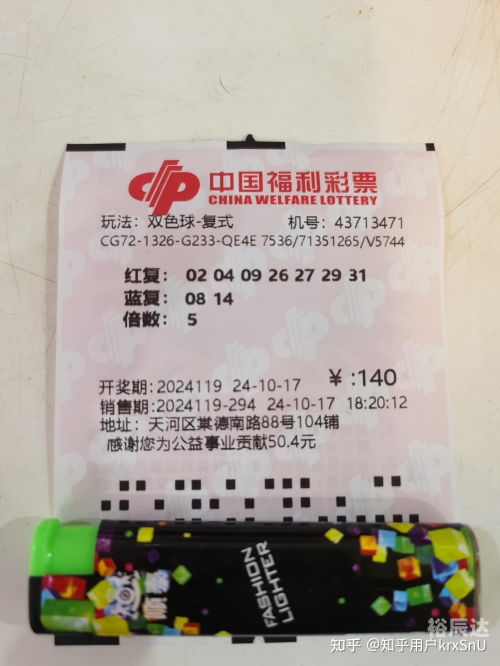 中国福利彩票
CHINA WELFARE LOTTERY
玩法: 双色球-复式 机号: 43713471
CG72-1326-G233-QE4E 7536/71351265/V5744
红复: 02 04 09 26 27 29 31
蓝复: 08 14
倍数: 5
开奖期:2024119 24-10-17 ¥:140
销售期:2024119-294 24-10-17 18:20:12
地址: 天河区棠德南路88号104铺
感谢您为公益事业贡献50.4元
FASHION
LIGHTER
裕辰达
知乎 @知乎用户krxSnU